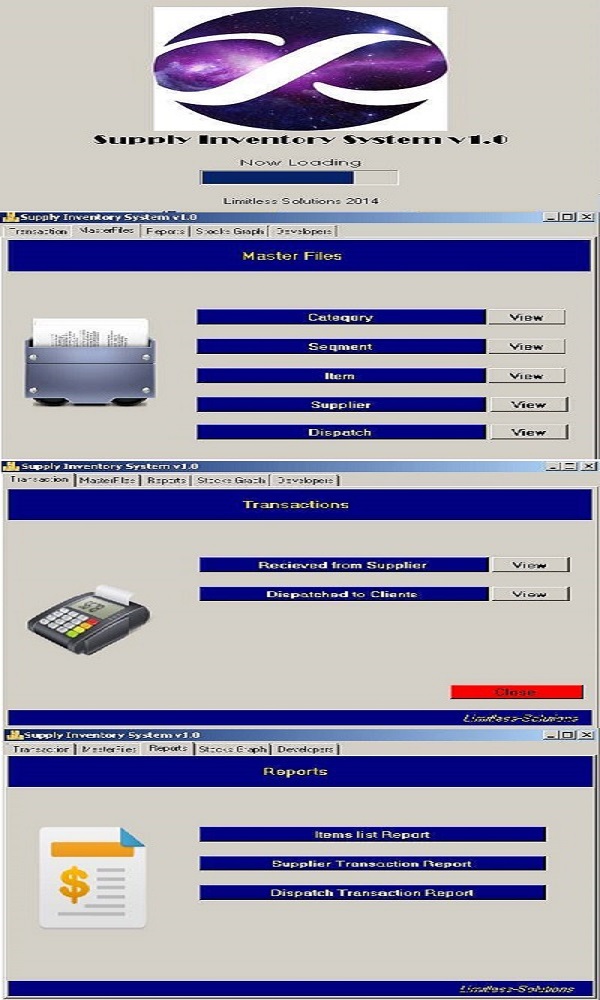 Supply Inventory System v1.0
Now Loading
Limitless Solutions 2014
Supply Inventory System v1.0
Transaction MasterFiles Reports Stocks Graph Developers
Master Files
Category View
Segment View
Item View
Supplier View
Dispatch View
Supply Inventory System v1.0
Transaction MasterFiles Reports Stocks Graph Developers
Transactions
Recieved from Supplier View
Dispatched to Clients View
Close
Limitless-Solutions
Supply Inventory System v1.0
Transaction MasterFiles Reports Stocks Graph Developers
Reports
Items list Report
Supplier Transaction Report
Dispatch Transaction Report
$
Limitless-Solutions